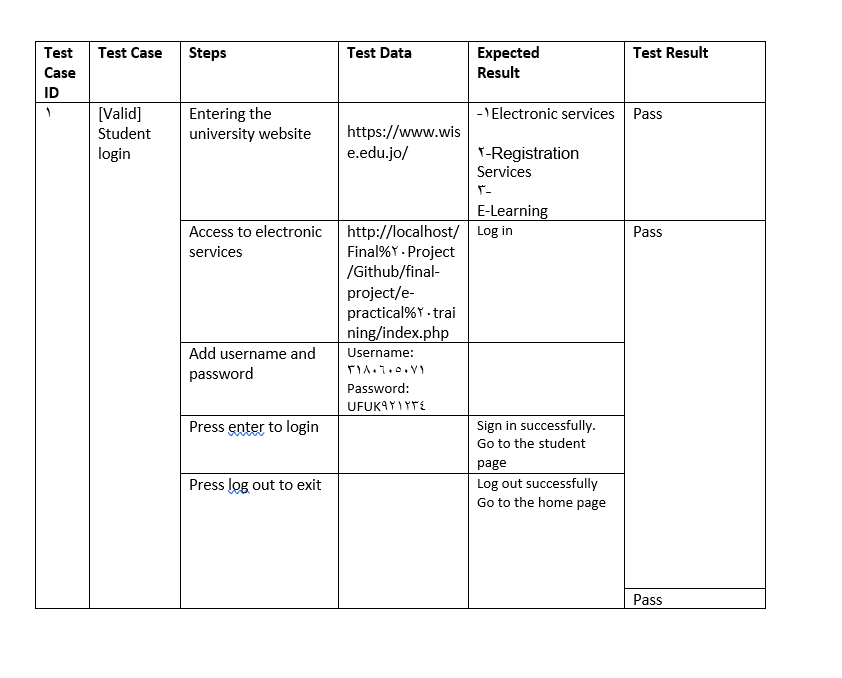 Test Case ID
Test Case
Steps
Test Data
Expected Result
Test Result
١
[Valid]
Student
login
Entering the
university website
https://www.wis
e.edu.jo/
-١Electronic services
٢-Registration
Services
٣-
E-Learning
Pass
Access to electronic
services
http://localhost/
Final%٢٠Project
/Github/final-
project/e-
practical%٢٠trai
ning/index.php
Log in
Pass
Add username and
password
Username:
٣١٨٠٦٠٥٠٧١
Password:
UFUK٩٢١٢٣٤
Press enter to login
Sign in successfully.
Go to the student
page
Press log out to exit
Log out successfully
Go to the home page
Pass